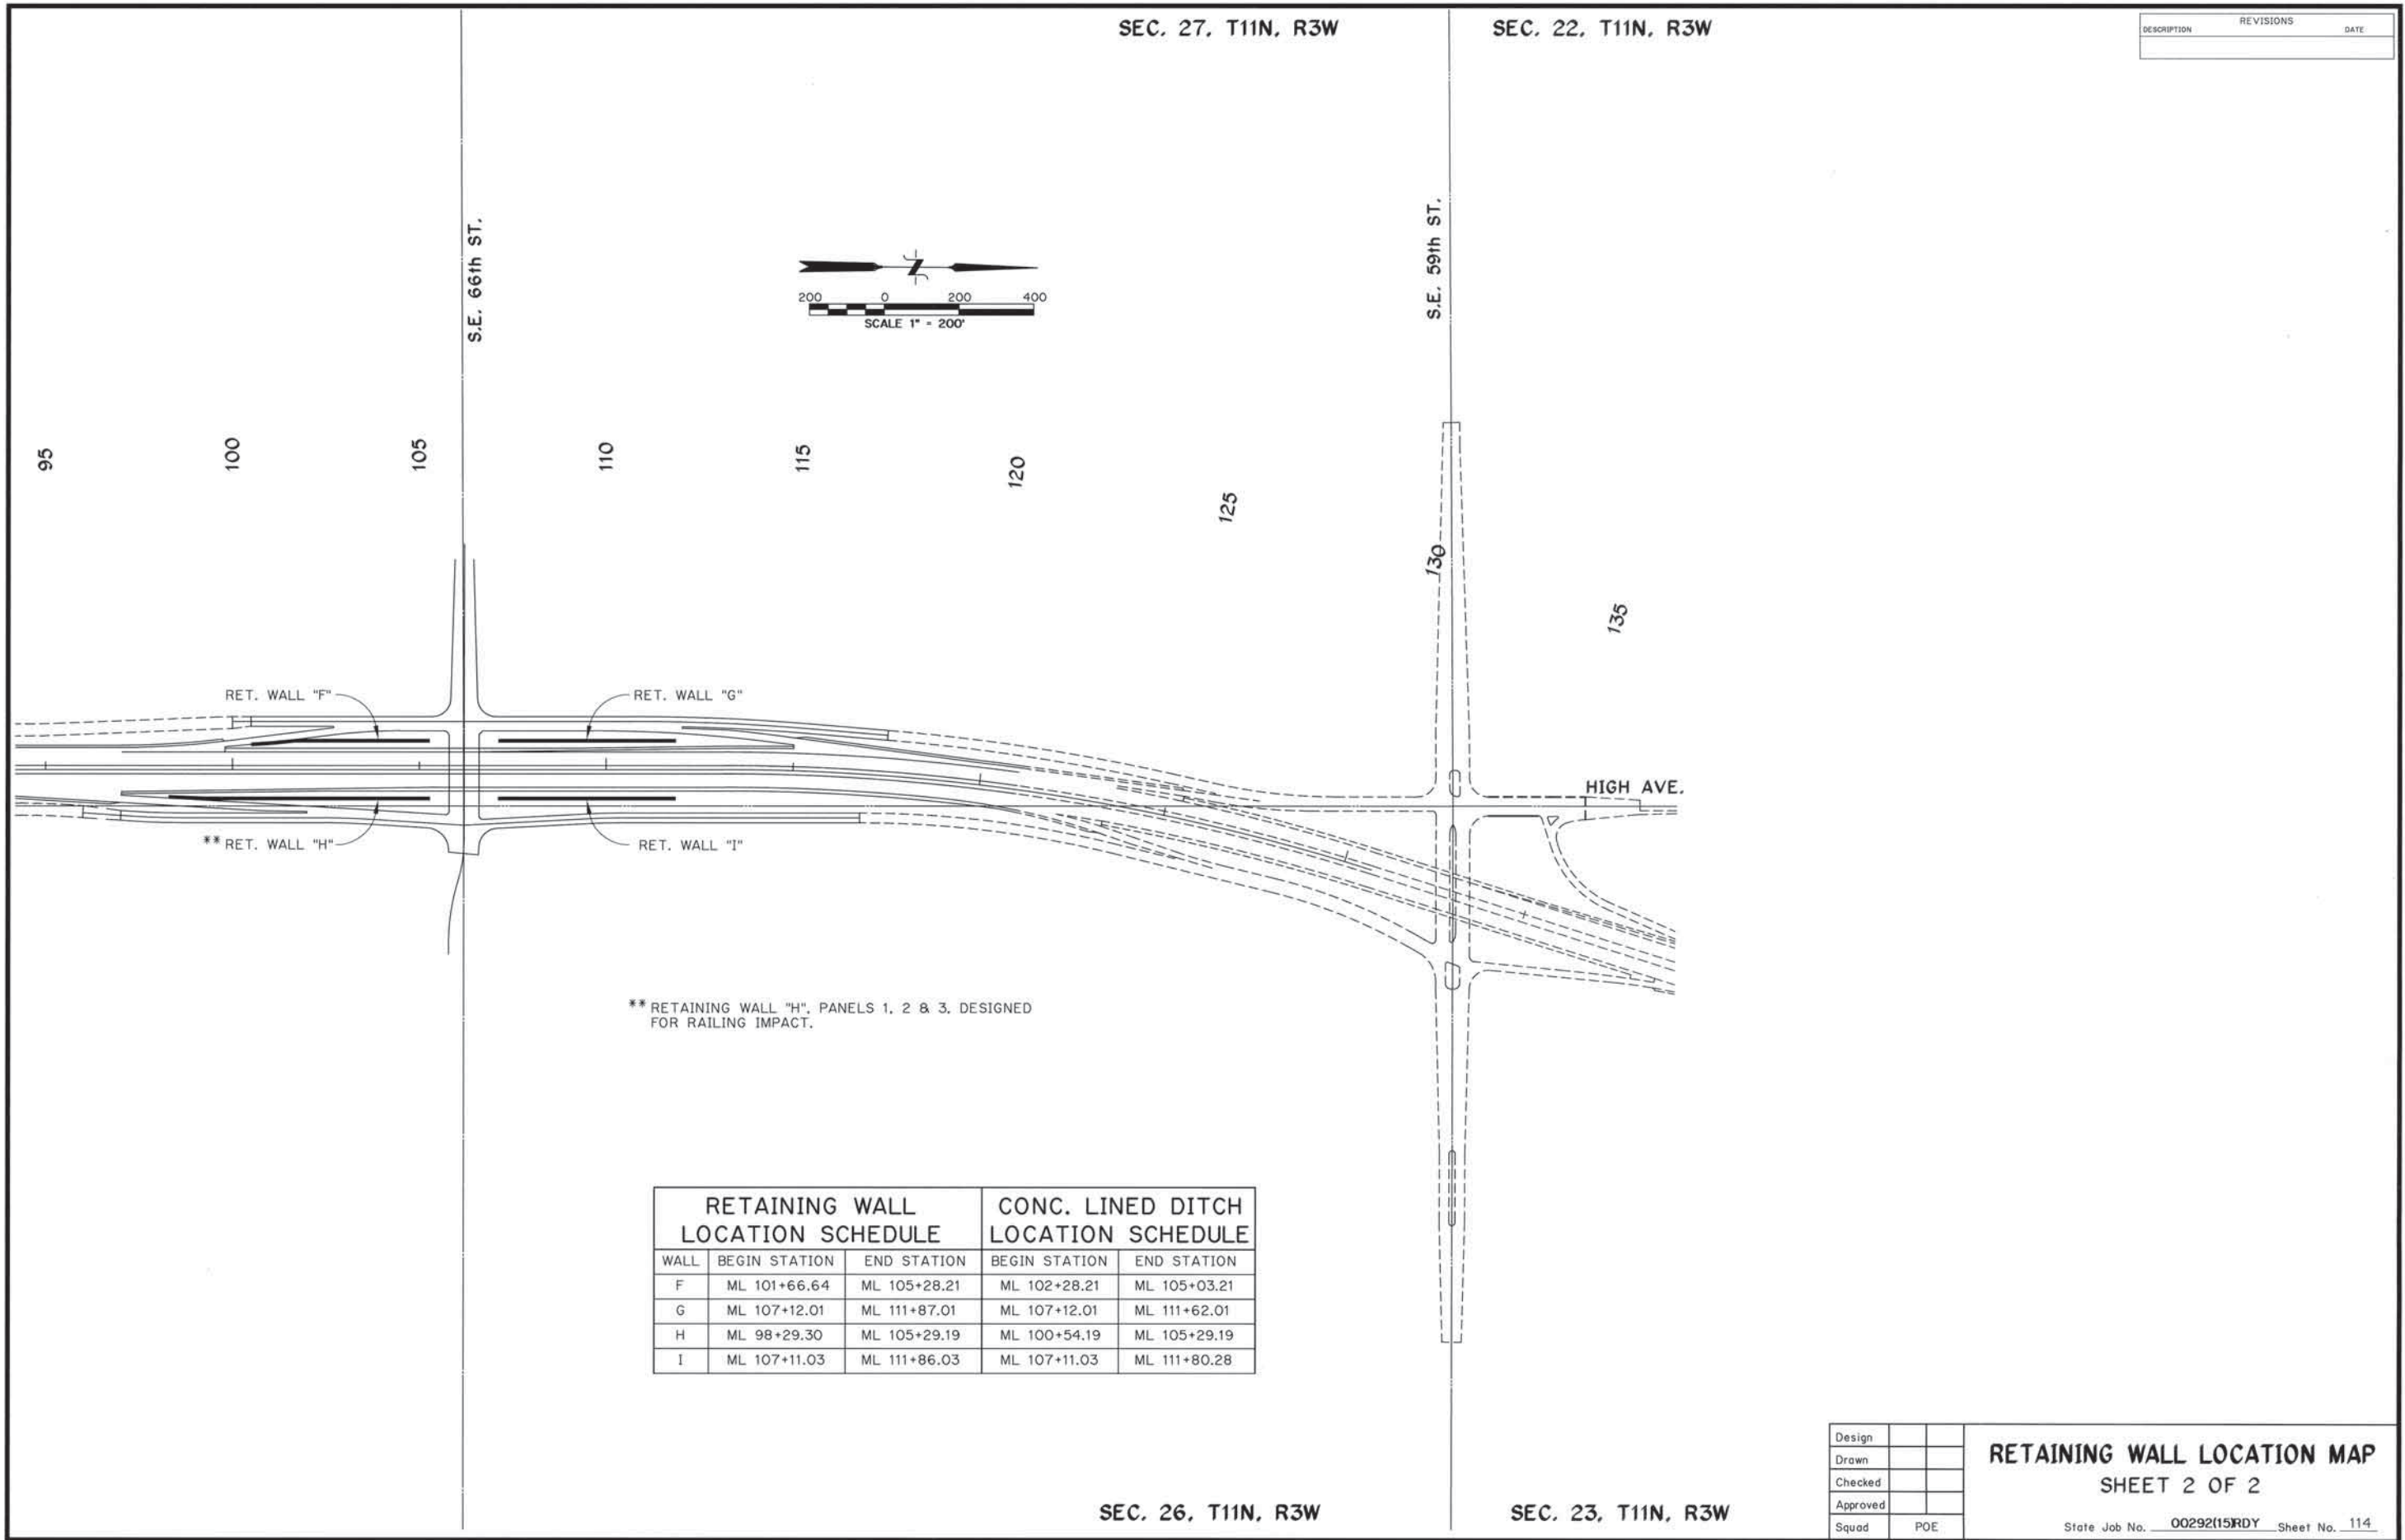 SEC. 27, T11N, R3W
SEC. 22, T11N, R3W
REVISIONS
DESCRIPTION DATE
S.E. 66th ST.
S.E. 59th ST.
200 0 200 400
SCALE 1" = 200'
95
100
105
110
115
120
125
130
135
RET. WALL "F"
RET. WALL "G"
HIGH AVE.
** RET. WALL "H"
RET. WALL "I"
** RETAINING WALL "H", PANELS 1, 2 & 3, DESIGNED
FOR RAILING IMPACT.
RETAINING WALL
LOCATION SCHEDULE
CONC. LINED DITCH
LOCATION SCHEDULE
WALL BEGIN STATION END STATION BEGIN STATION END STATION
F ML 101+66.64 ML 105+28.21 ML 102+28.21 ML 105+03.21
G ML 107+12.01 ML 111+87.01 ML 107+12.01 ML 111+62.01
H ML 98+29.30 ML 105+29.19 ML 100+54.19 ML 105+29.19
I ML 107+11.03 ML 111+86.03 ML 107+11.03 ML 111+80.28
SEC. 26, T11N, R3W
SEC. 23, T11N, R3W
Design
Drawn
Checked
Approved
Squad POE
RETAINING WALL LOCATION MAP
SHEET 2 OF 2
State Job No. 00292(15)RDY Sheet No. 114